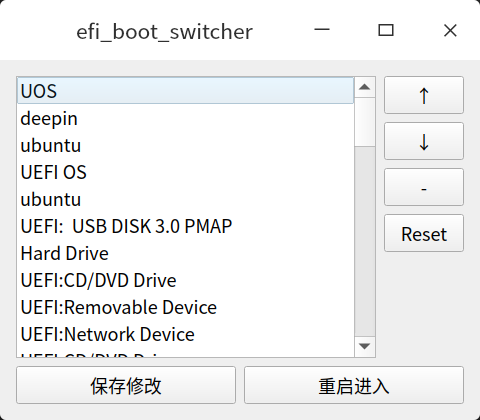 efi_boot_switcher
UOS
deepin
ubuntu
UEFI OS
ubuntu
UEFI:  USB DISK 3.0 PMAP
Hard Drive
UEFI:CD/DVD Drive
UEFI:Removable Device
UEFI:Network Device
↑
↓
-
Reset
保存修改
重启进入